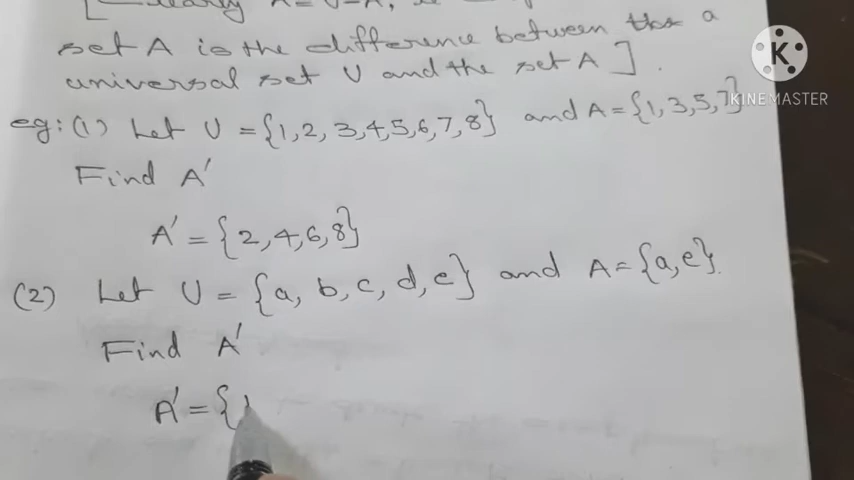 A = U - A,
set A is the difference between a
universal set U and the set A ].
eg: (1) Let U = {1, 2, 3, 4, 5, 6, 7, 8} and A = {1, 3, 5, 7}
Find A'
A' = {2, 4, 6, 8}
(2) Let U = {a, b, c, d, e} and A = {a, e}.
Find A'
A' = {
K
KINEMASTER